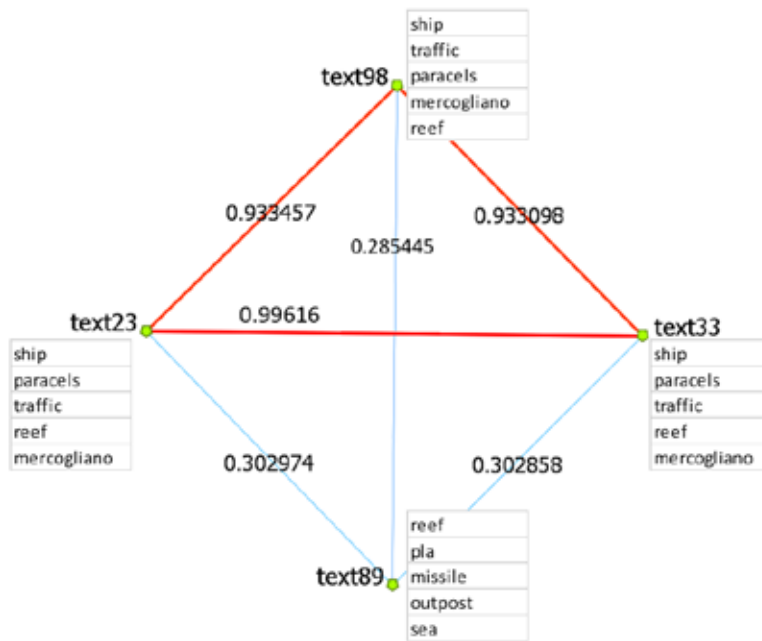 text98
ship
traffic
paracels
mercogliano
reef
0.933457
0.933098
0.285445
text23
0.99616
text33
ship
paracels
traffic
reef
mercogliano
ship
paracels
traffic
reef
mercogliano
0.302974
0.302858
text89
reef
pla
missile
outpost
sea